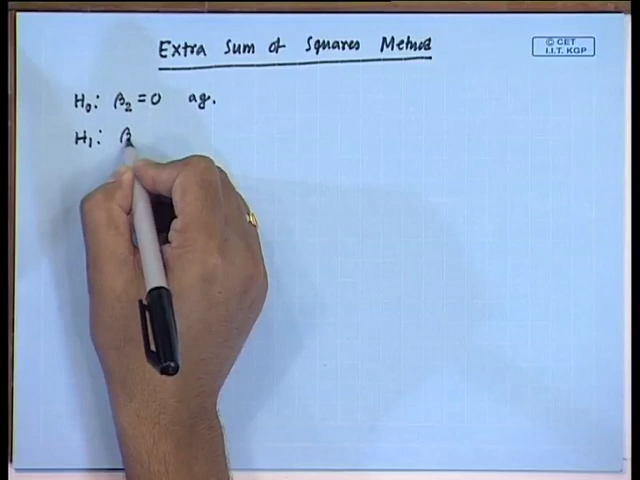 Extra Sum of Squares Method
© CET
I.I.T. KGP
H₀: β₂ = 0 ag.
H₁: β